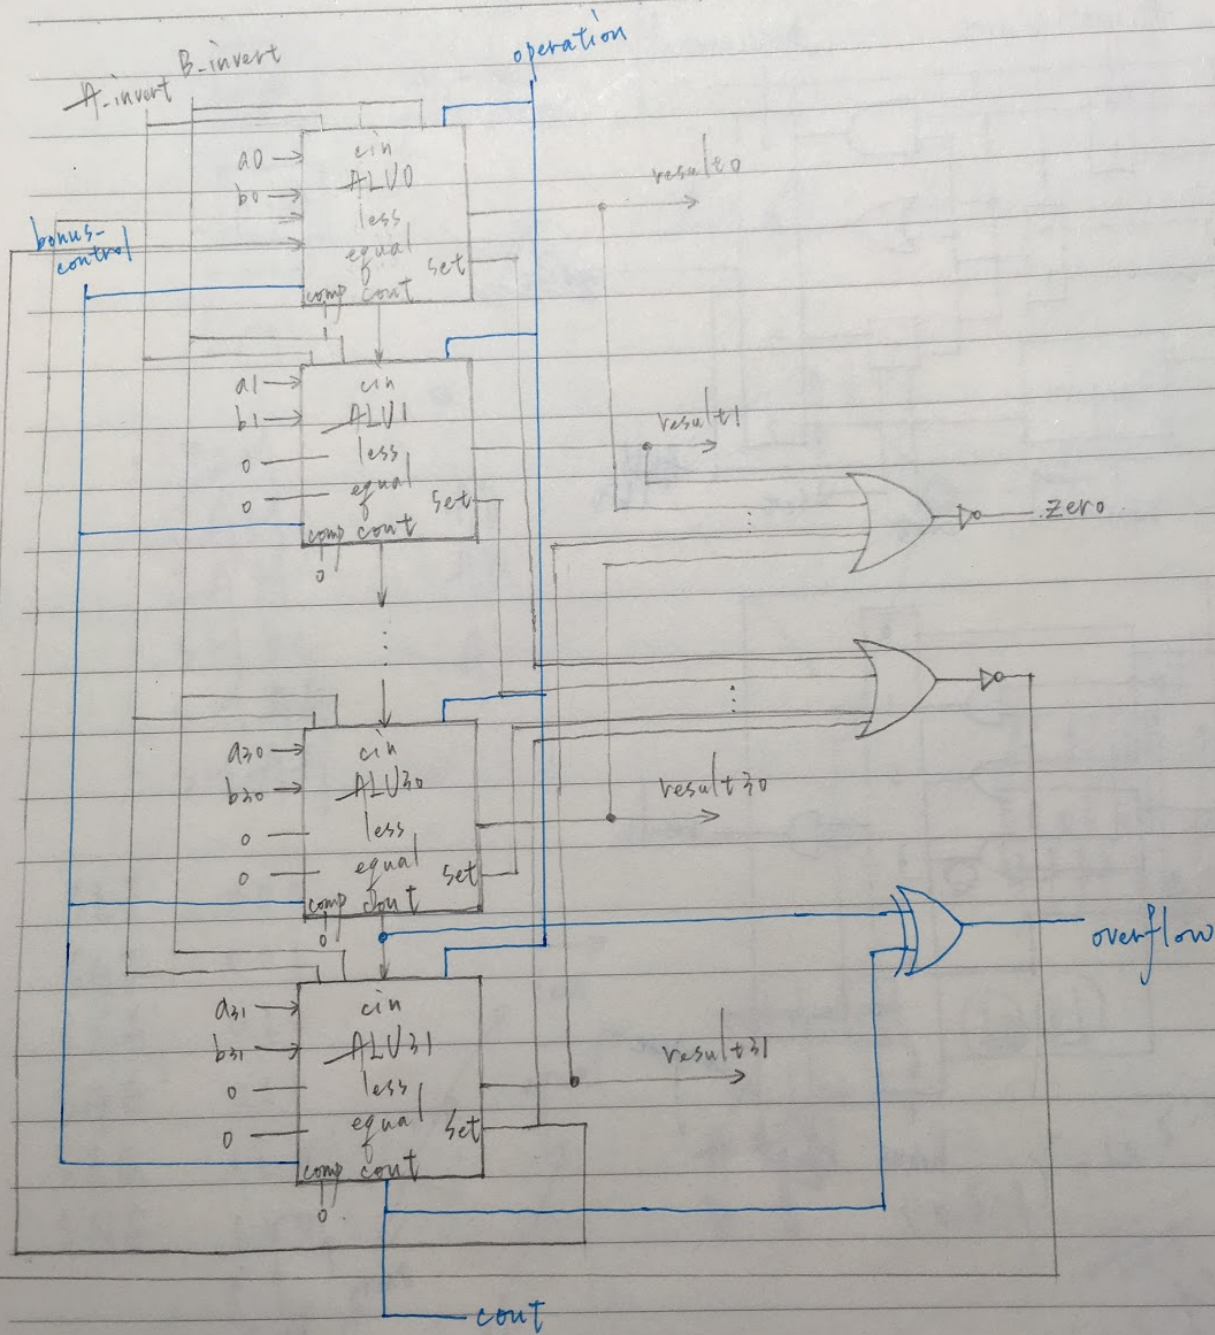 operation
B_invert
A_invert
a0
cin
ALU0
b0
less
result0
bonus-
control
equal
set
comp cout
a1
cin
b1
ALU1
result1
0
less
0
equal
set
comp cout
0
zero
a30
cin
b30
ALU30
result30
0
less
0
equal
set
comp cout
0
overflow
a31
cin
b31
ALU31
result31
0
less
0
equal
set
comp cout
0
cout